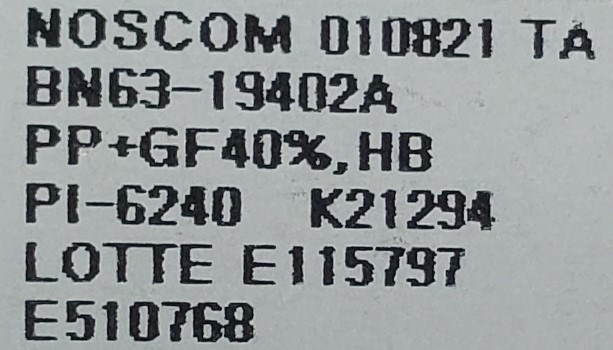 NOSCOM 010821 TA
BN63-19402A
PP+GF40%,HB
PI-6240 K21294
LOTTE E115797
E510768